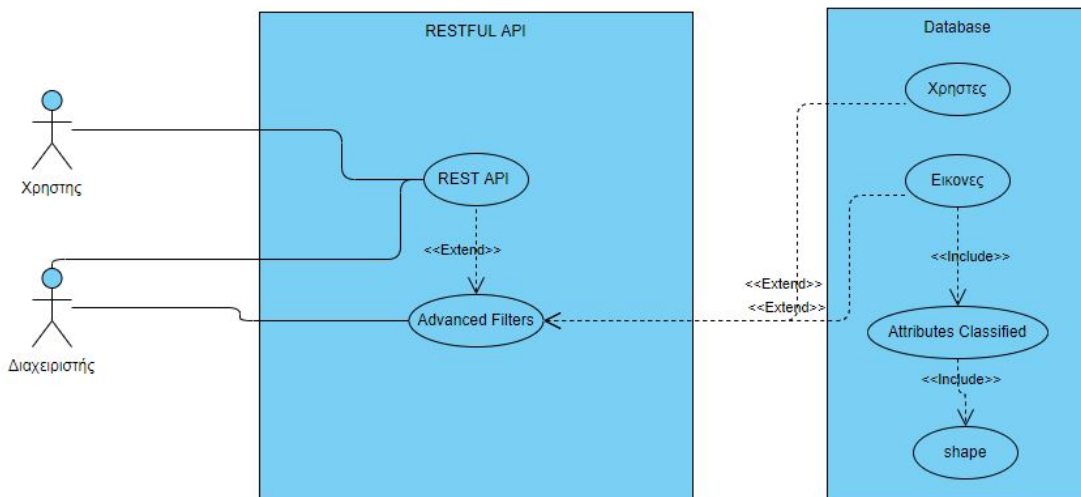 RESTFUL API
Database
Χρηστες
Χρηστης
REST API
Εικονες
<<Extend>>
<<Include>>
<<Extend>>
<<Extend>>
Advanced Filters
Attributes Classified
Διαχειριστής
<<Include>>
shape